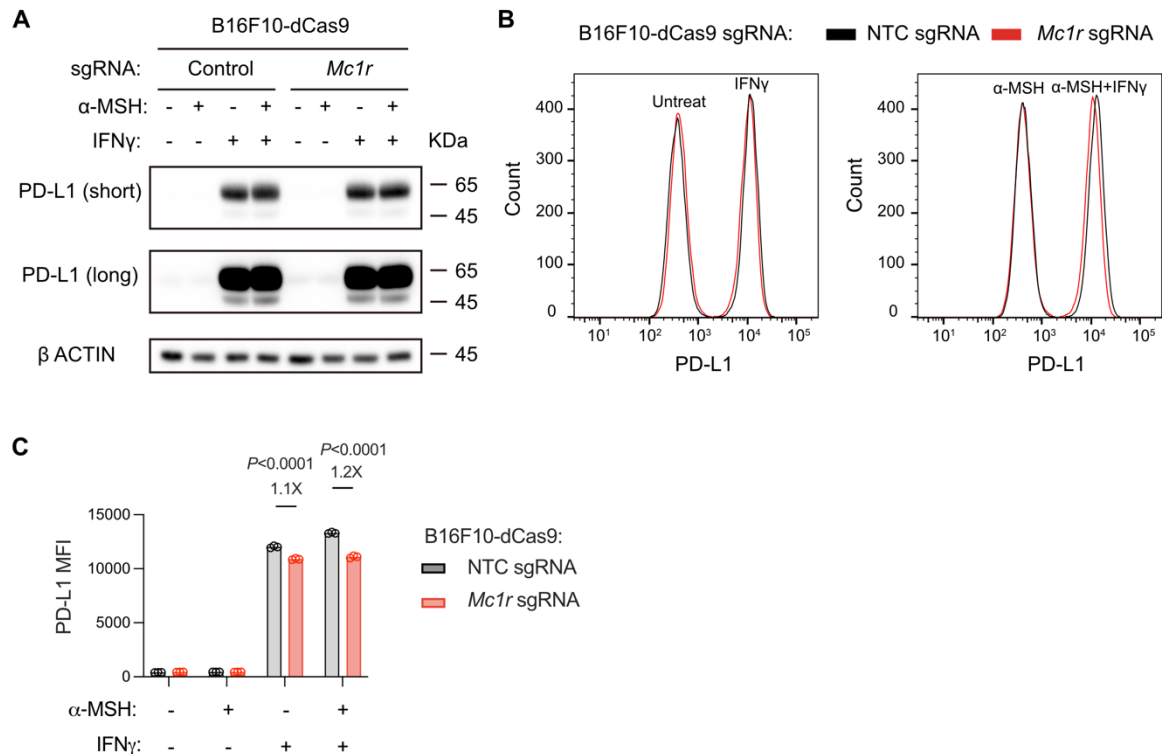 A
B16F10-dCas9
sgRNA: Control Mc1r
α-MSH: - + - + - + - +
IFNγ: - - + + - - + + KDa
PD-L1 (short) 65
45
PD-L1 (long) 65
45
β ACTIN 45
B
B16F10-dCas9 sgRNA: NTC sgRNA Mc1r sgRNA
Untreat IFNγ
Count
400
300
200
100
0
10¹ 10² 10³ 10⁴ 10⁵
PD-L1
α-MSH α-MSH+IFNγ
Count
400
300
200
100
0
10¹ 10² 10³ 10⁴ 10⁵
PD-L1
C
P<0.0001 P<0.0001
1.1X 1.2X
PD-L1 MFI
15000
10000
5000
0
B16F10-dCas9:
NTC sgRNA
Mc1r sgRNA
α-MSH: - + - +
IFNγ: - - + +